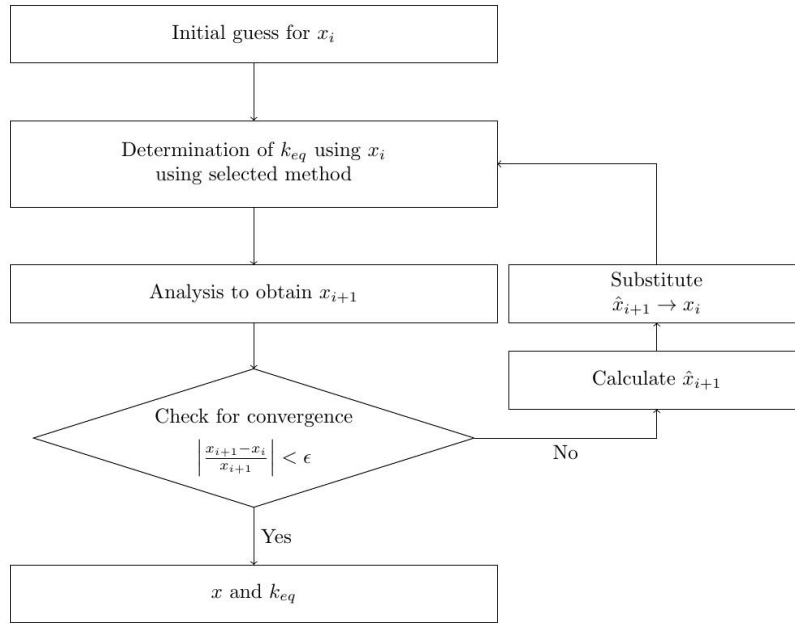 Initial guess for $x_i$
Determination of $k_{eq}$ using $x_i$
using selected method
Analysis to obtain $x_{i+1}$
Substitute
$\hat{x}_{i+1} \rightarrow x_i$
Calculate $\hat{x}_{i+1}$
Check for convergence
$\left|\frac{x_{i+1}-x_i}{x_{i+1}}\right| < \epsilon$
No
Yes
$x$ and $k_{eq}$